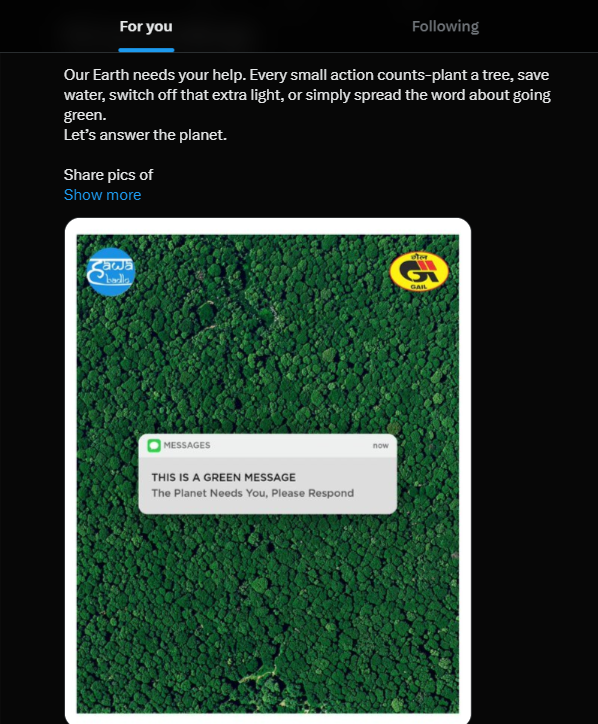 For you
Following
Our Earth needs your help. Every small action counts-plant a tree, save
water, switch off that extra light, or simply spread the word about going
green.
Let’s answer the planet.
Share pics of
Show more
hawa
badlo
गेल
GAIL
MESSAGES
now
THIS IS A GREEN MESSAGE
The Planet Needs You, Please Respond